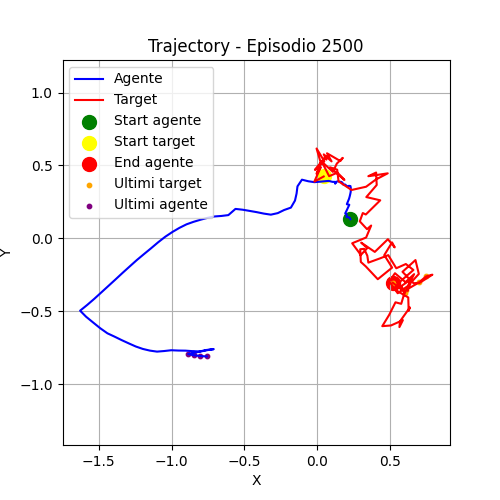 Trajectory - Episodio 2500
Agente
Target
Start agente
Start target
End agente
Ultimi target
Ultimi agente
1.0
0.5
0.0
−0.5
−1.0
Y
−1.5
−1.0
−0.5
0.0
0.5
X